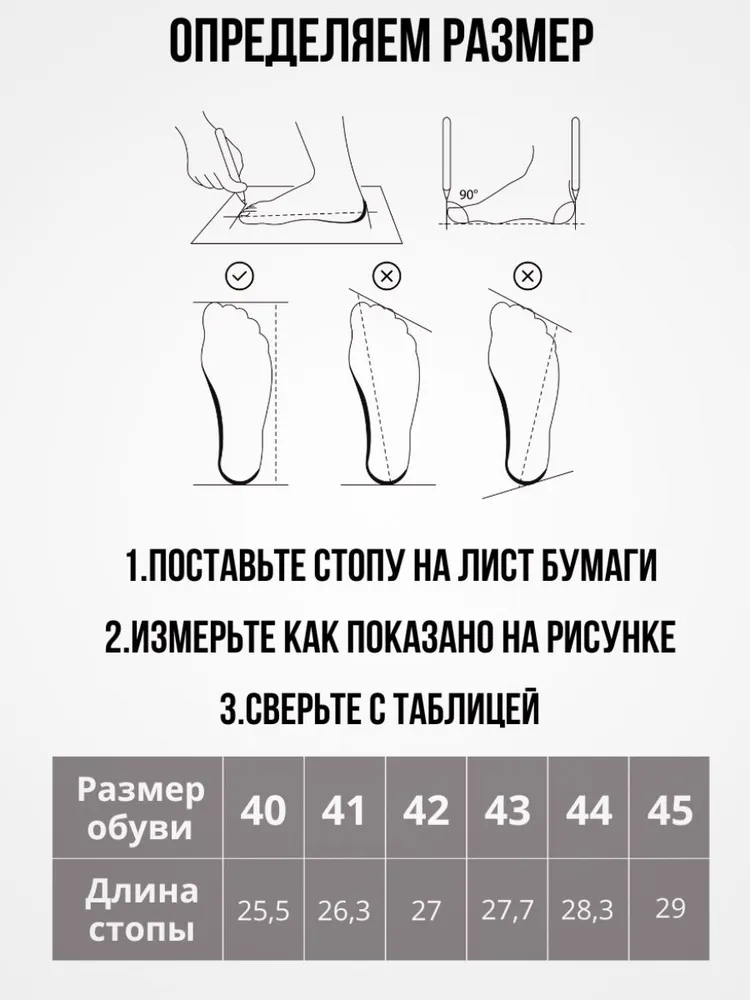 ОПРЕДЕЛЯЕМ РАЗМЕР
90°
1.ПОСТАВЬТЕ СТОПУ НА ЛИСТ БУМАГИ
2.ИЗМЕРЬТЕ КАК ПОКАЗАНО НА РИСУНКЕ
3.СВЕРЬТЕ С ТАБЛИЦЕЙ
Размер обуви 40 41 42 43 44 45
Длина стопы 25,5 26,3 27 27,7 28,3 29